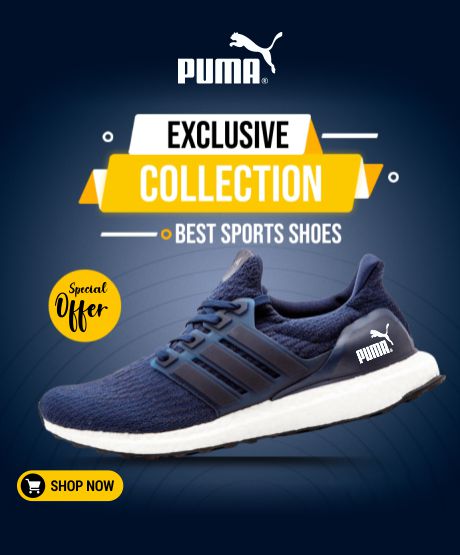 PUMA®
EXCLUSIVE
COLLECTION
BEST SPORTS SHOES
Special
Offer
PUMA®
SHOP NOW